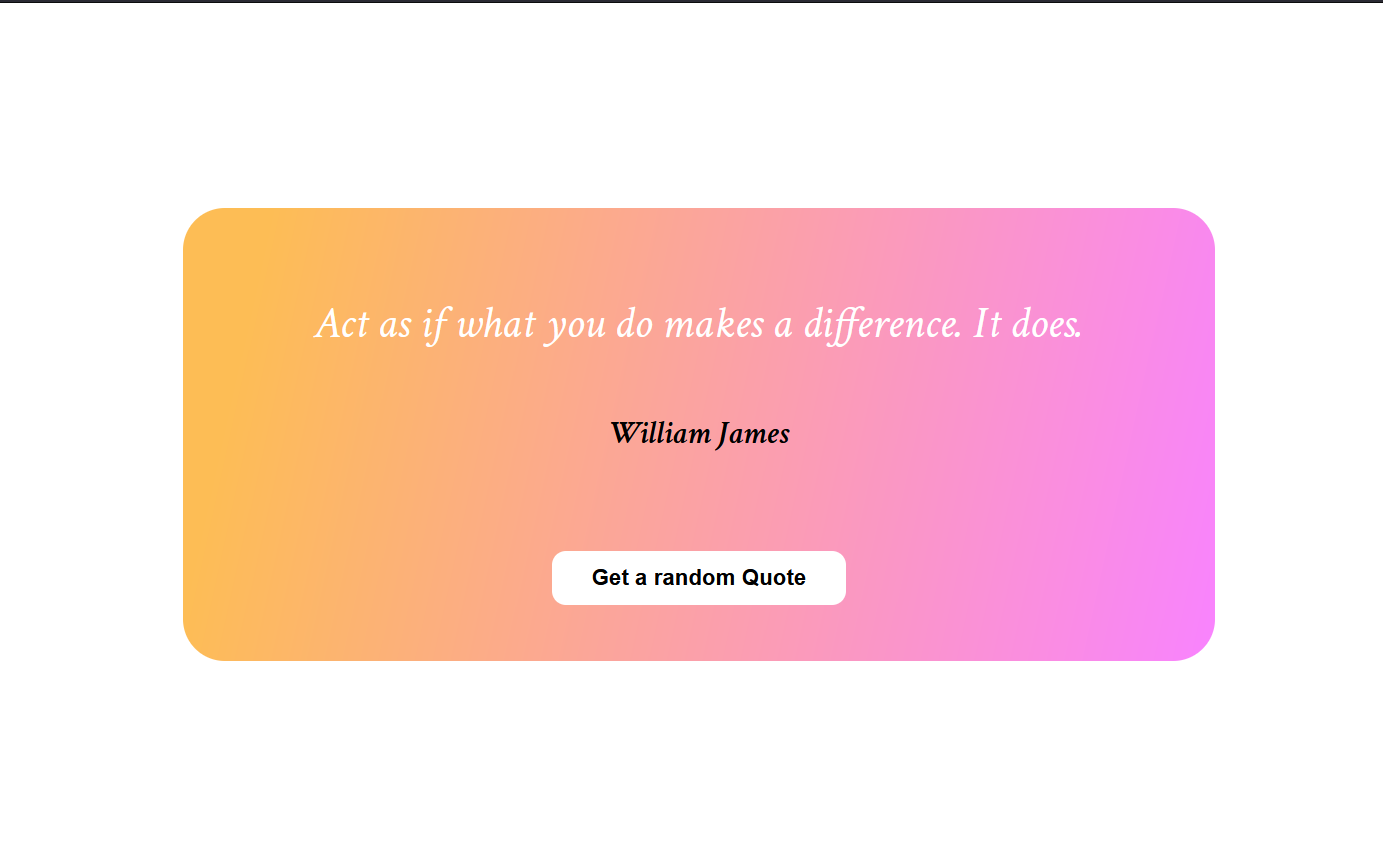 Act as if what you do makes a difference. It does.
William James
Get a random Quote